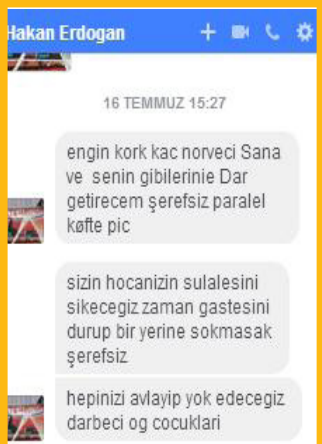 Hakan Erdogan
16 TEMMUZ 15:27
engin kork kac norveci Sana
ve senin gibilerinie Dar
getirecem şerefsiz paralel
køfte pic
sizin hocanizin sulalesini
sikecegiz zaman gastesini
durup bir yerine sokmasak
şerefsiz
hepinizi avlayip yok edecegiz
darbeci og cocuklari